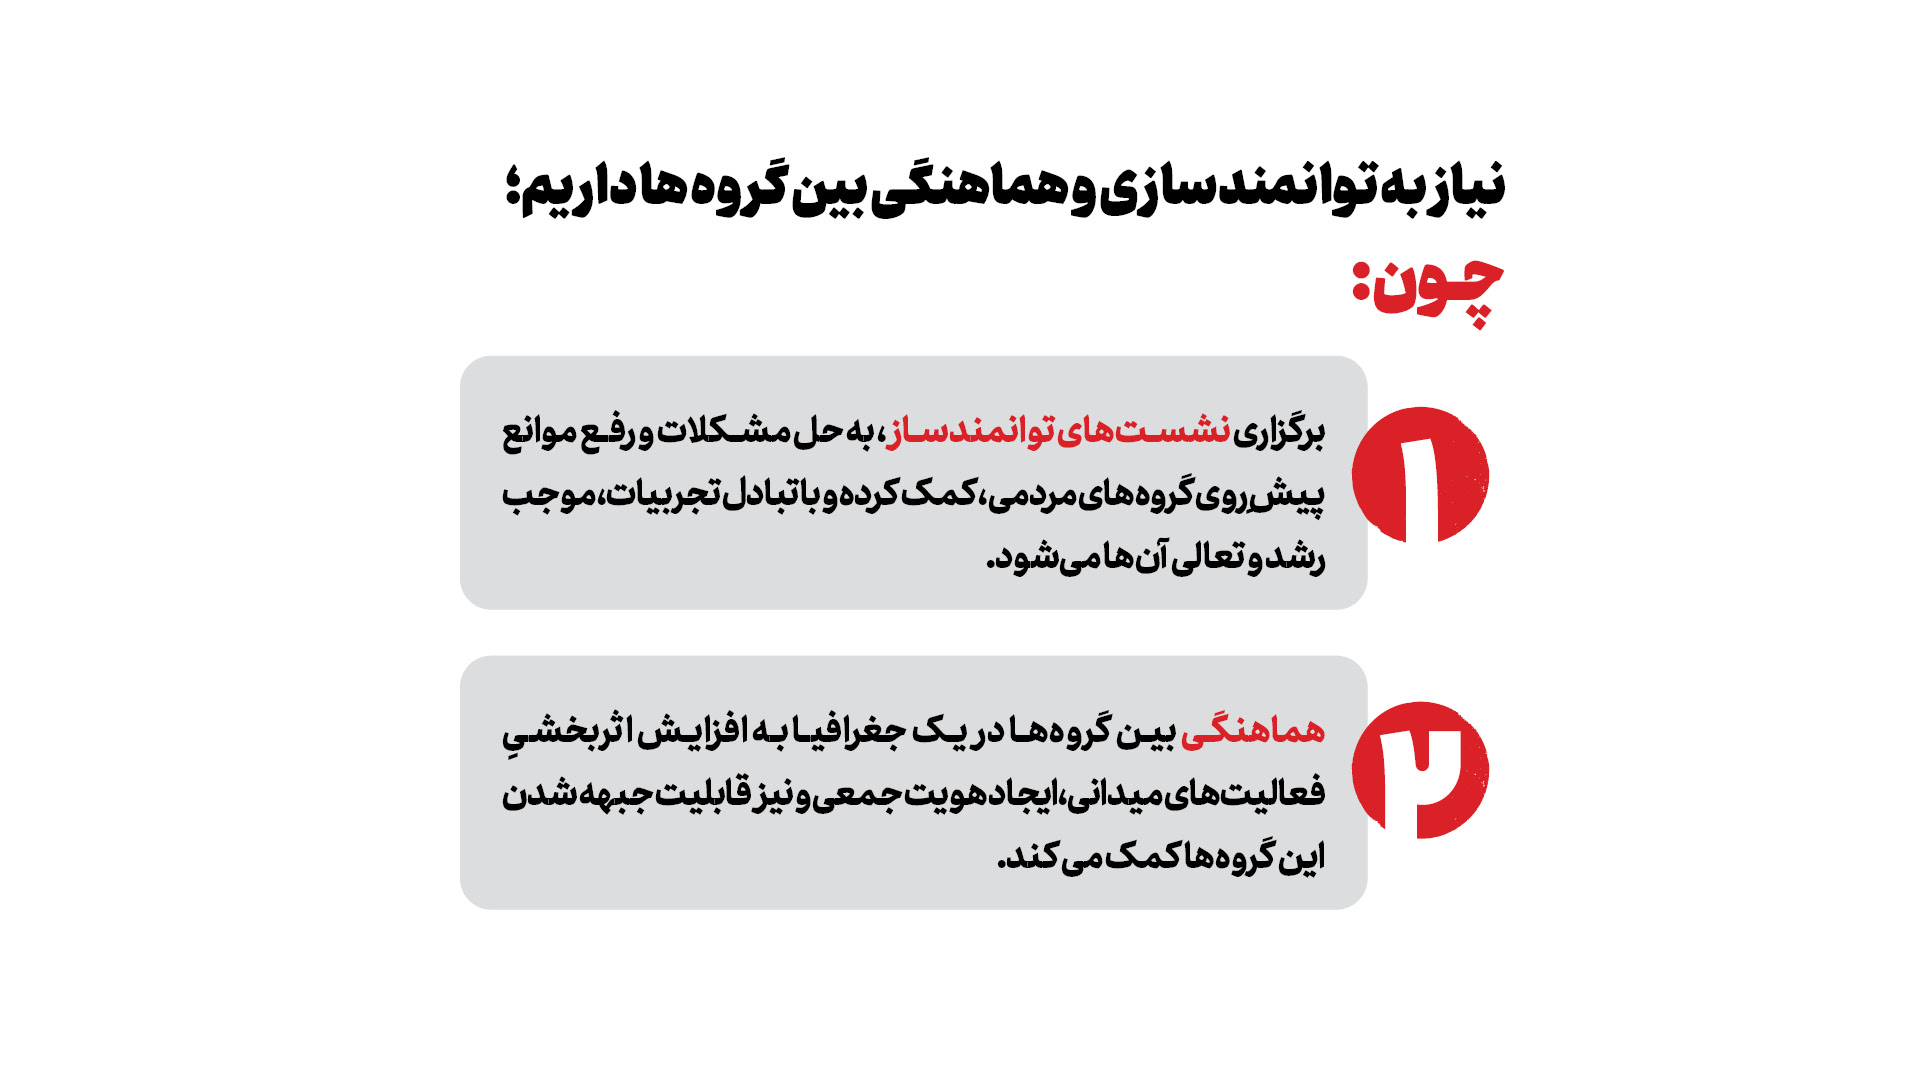 نیاز به توانمندسازی و هماهنگی بین گروه ها داریم؛
چون:
۱
برگزاری نشست‌های توانمندساز، به حل مشکلات و رفع موانع
پیشِ‌روی گروه‌های مردمی، کمک کرده و با تبادل تجربیات، موجب
رشد و تعالی آن‌ها می‌شود.
۲
هماهنگی بین گروه‌ها در یک جغرافیا به افزایش اثربخشیِ
فعالیت‌های میدانی، ایجاد هویت جمعی و نیز قابلیت جبهه شدن
این گروه‌ها کمک می‌کند.